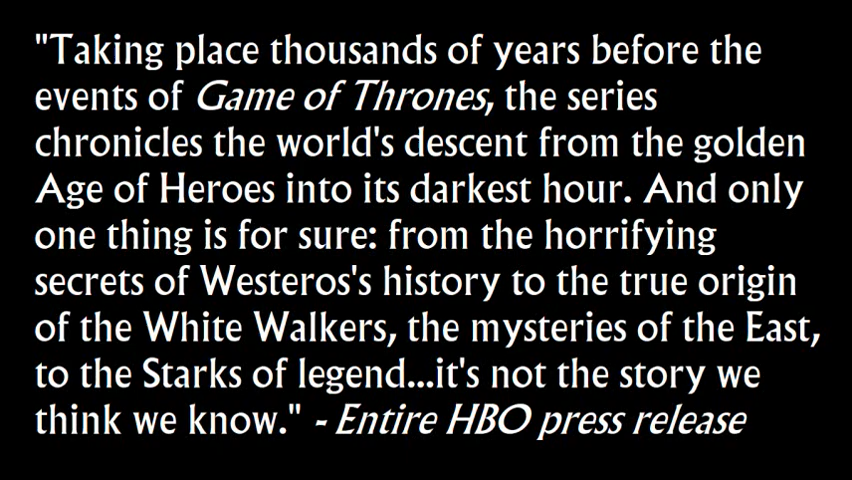 "Taking place thousands of years before the
events of Game of Thrones, the series
chronicles the world's descent from the golden
Age of Heroes into its darkest hour. And only
one thing is for sure: from the horrifying
secrets of Westeros's history to the true origin
of the White Walkers, the mysteries of the East,
to the Starks of legend...it's not the story we
think we know." - Entire HBO press release